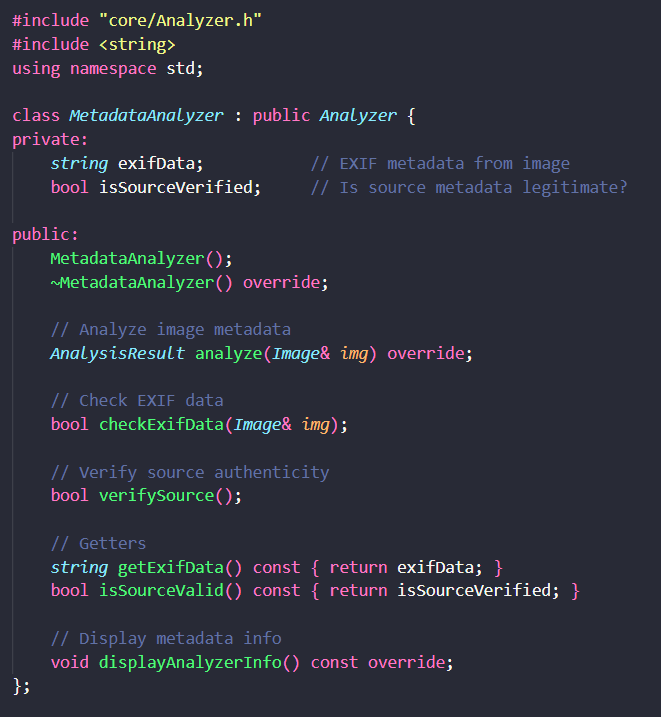 #include "core/Analyzer.h"
#include <string>
using namespace std;

class MetadataAnalyzer : public Analyzer {
private:
    string exifData;           // EXIF metadata from image
    bool isSourceVerified;     // Is source metadata legitimate?

public:
    MetadataAnalyzer();
    ~MetadataAnalyzer() override;

    // Analyze image metadata
    AnalysisResult analyze(Image& img) override;

    // Check EXIF data
    bool checkExifData(Image& img);

    // Verify source authenticity
    bool verifySource();

    // Getters
    string getExifData() const { return exifData; }
    bool isSourceValid() const { return isSourceVerified; }

    // Display metadata info
    void displayAnalyzerInfo() const override;
};